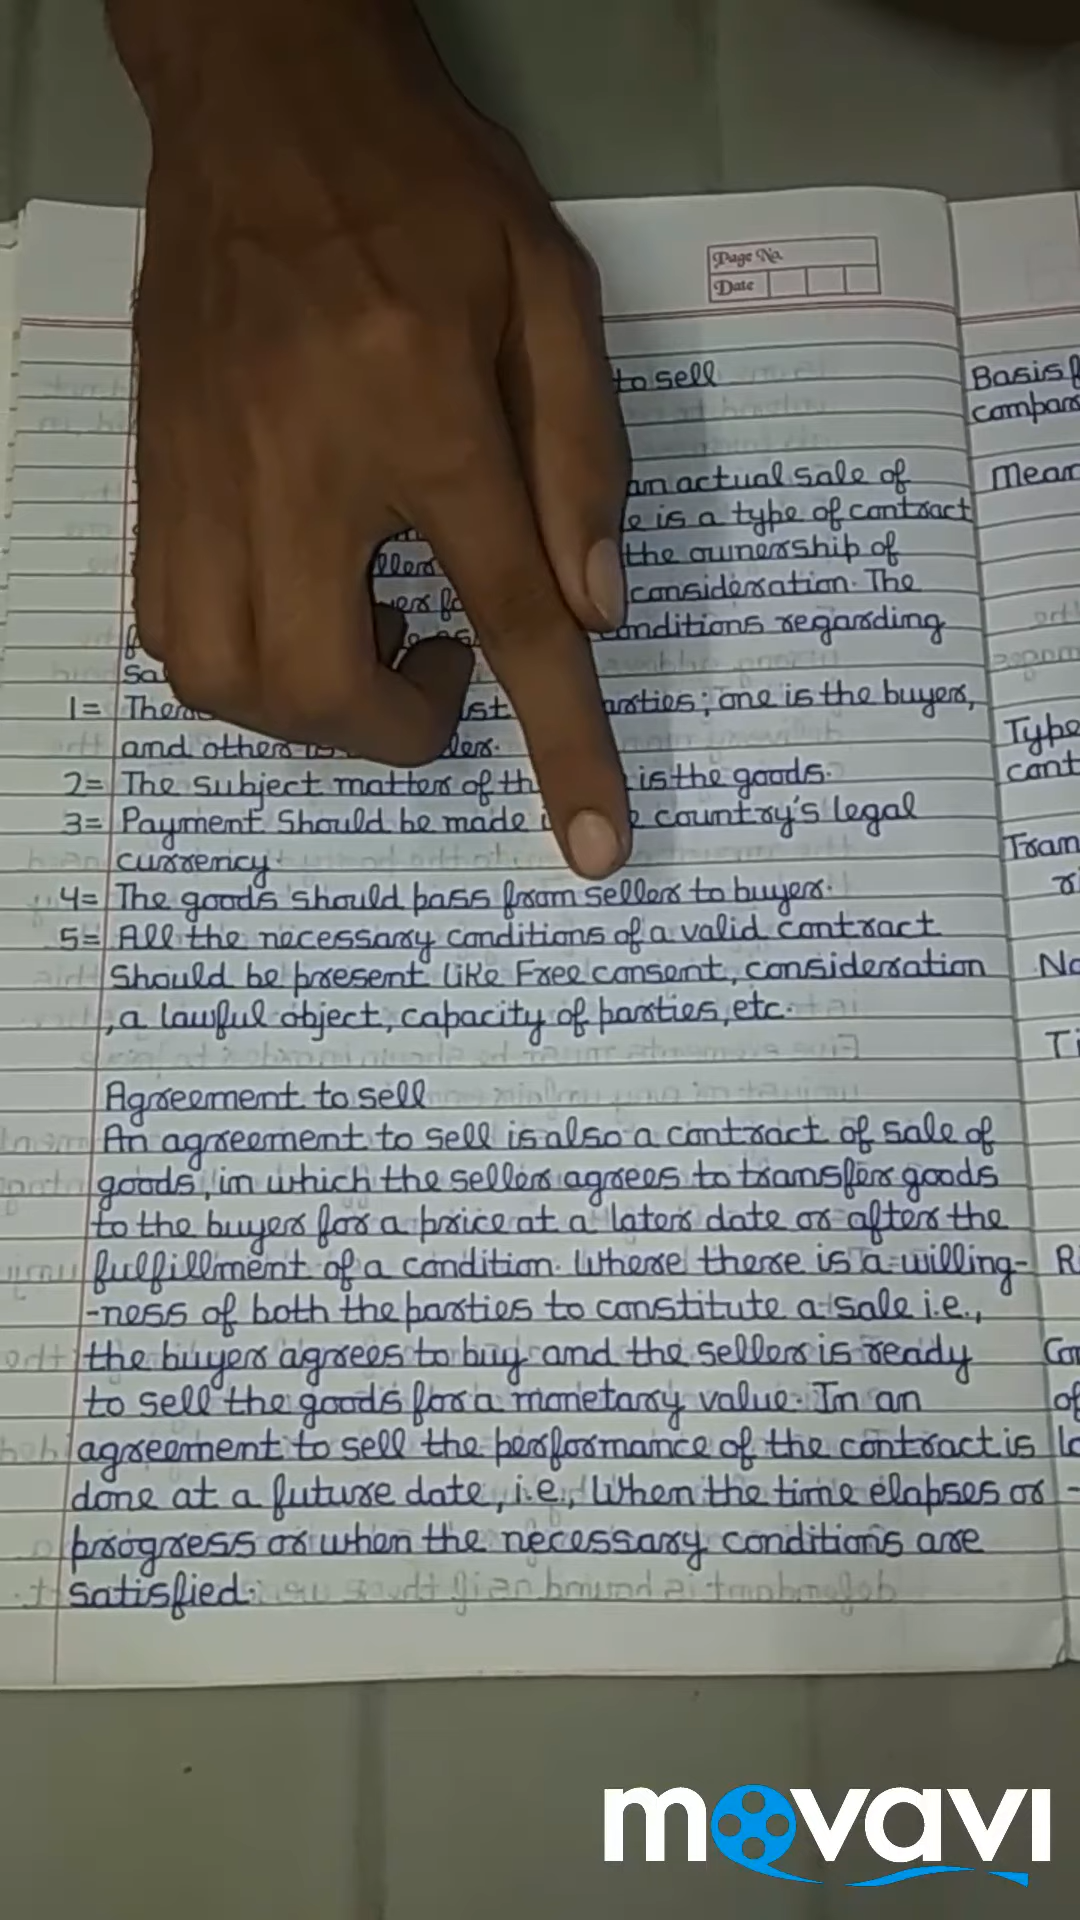 Page No.
Date
to sell
an actual sale of
is a type of contract
the ownership of
consideration. The
conditions regarding
1= parties; one is the buyer,
and other
2= The subject matter of is the goods.
3= Payment should be made country's legal
currency.
4= The goods should pass from seller to buyer.
5= All the necessary conditions of a valid contract
should be present like Free consent, consideration
, a lawful object, capacity of parties, etc.
Agreement to sell
An agreement to sell is also a contract of sale of
goods, in which the seller agrees to transfer goods
to the buyer for a price at a later date or after the
fulfillment of a condition. Where there is a willing-
-ness of both the parties to constitute a sale i.e.,
the buyer agrees to buy and the seller is ready
to sell the goods for a monetary value. In an
agreement to sell the performance of the contract is
done at a future date, i.e., When the time elapses or
progress or when the necessary conditions are
satisfied.
Basis
Mean
Type
cont
Tran
No
Ti
Ri
Con
of
movavi